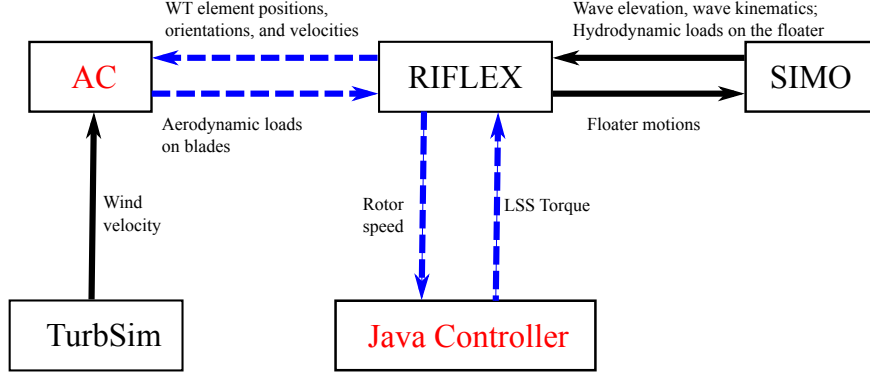 WT element positions,
orientations, and velocities
Wave elevation, wave kinematics;
Hydrodynamic loads on the floater
AC
RIFLEX
SIMO
Aerodynamic loads
on blades
Floater motions
Wind
velocity
Rotor
speed
LSS Torque
TurbSim
Java Controller